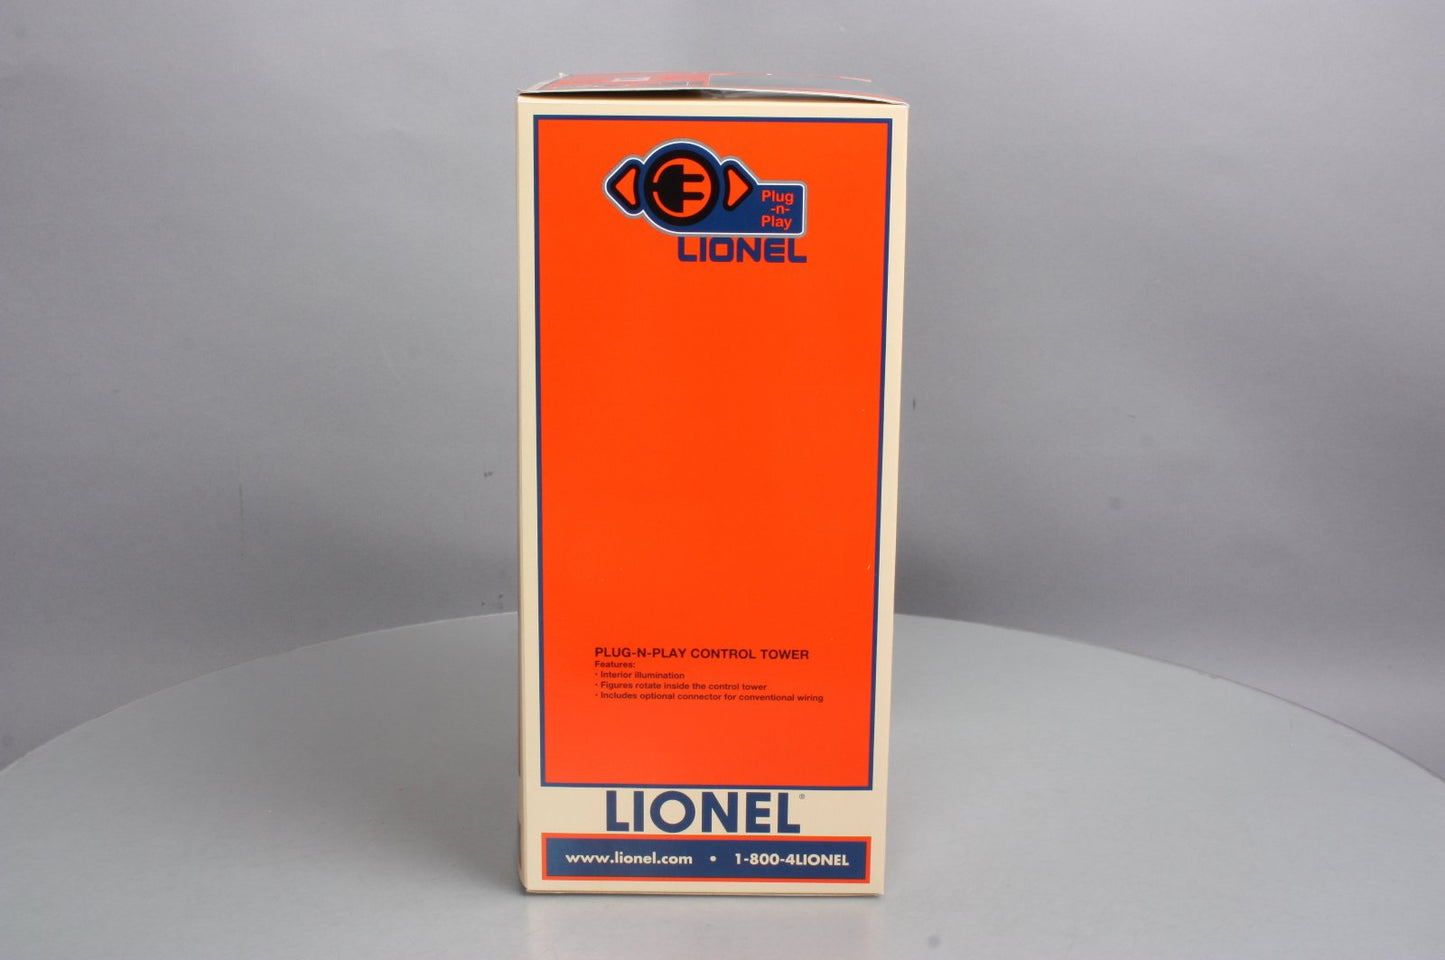 Plug
-n-
Play
LIONEL
PLUG-N-PLAY CONTROL TOWER
Features:
· Interior illumination
· Figures rotate inside the control tower
· Includes optional connector for conventional wiring
LIONEL®
www.lionel.com • 1-800-4LIONEL